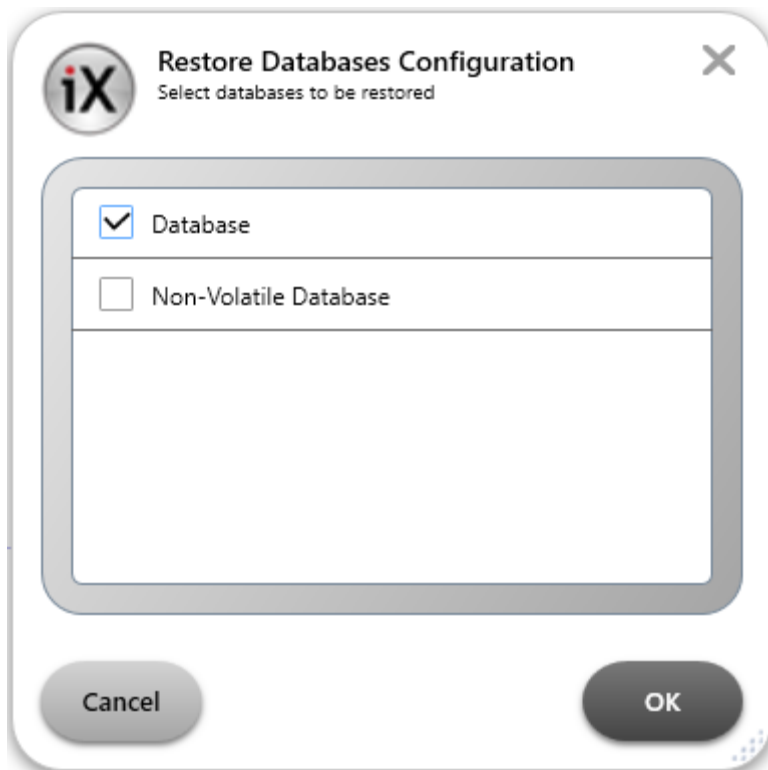 iX
Restore Databases Configuration
Select databases to be restored
Database
Non-Volatile Database
Cancel
OK